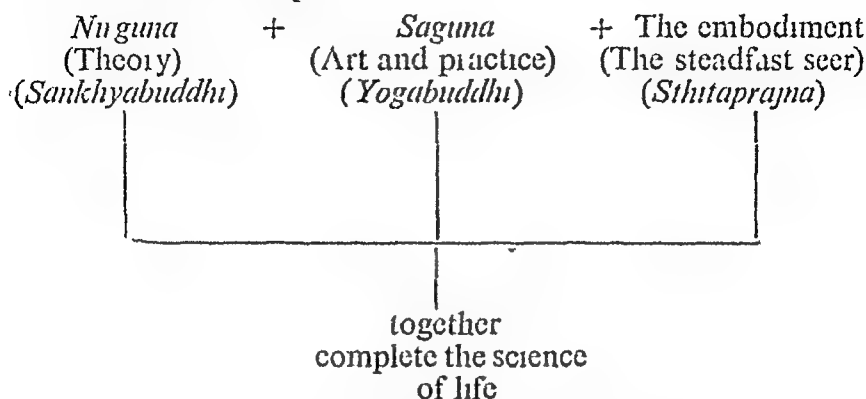 Nirguna + Saguna + The embodiment
(Theory) (Art and practice) (The steadfast seer)
(Sankhyabuddhi) (Yogabuddhi) (Sthitaprajna)
together
complete the science
of life